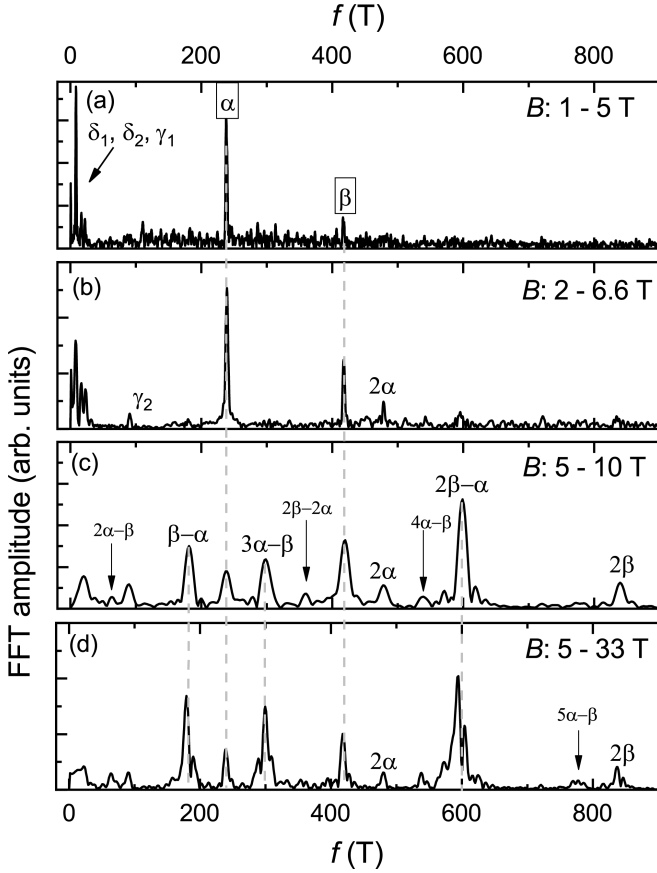 f (T)
0 200 400 600 800
(a) α B: 1 - 5 T
δ₁, δ₂, γ₁
β
(b) B: 2 - 6.6 T
γ₂ 2α
(c) B: 5 - 10 T
2α−β β−α 3α−β 2β−2α 2α 4α−β 2β−α 2β
(d) B: 5 - 33 T
2α 5α−β 2β
0 200 400 600 800
f (T)
FFT amplitude (arb. units)